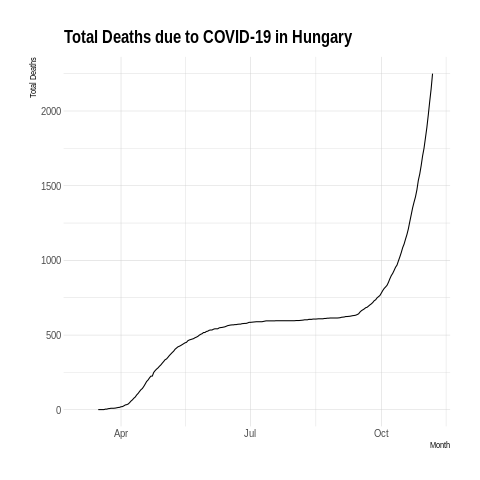 Total Deaths due to COVID-19 in Hungary
Total Deaths
2000
1500
1000
500
0
Apr Jul Oct
Month